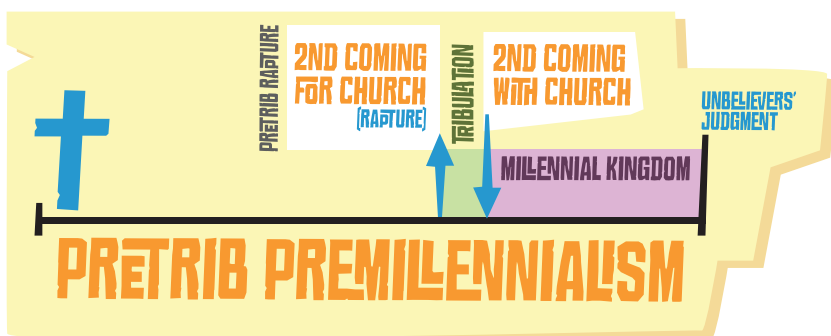 PRETRIB RAPTURE
2ND COMING
FOR CHURCH
(RAPTURE)
TRIBULATION
2ND COMING
WITH CHURCH
UNBELIEVERS'
JUDGMENT
MILLENNIAL KINGDOM
PRETRIB PREMILLENNIALISM